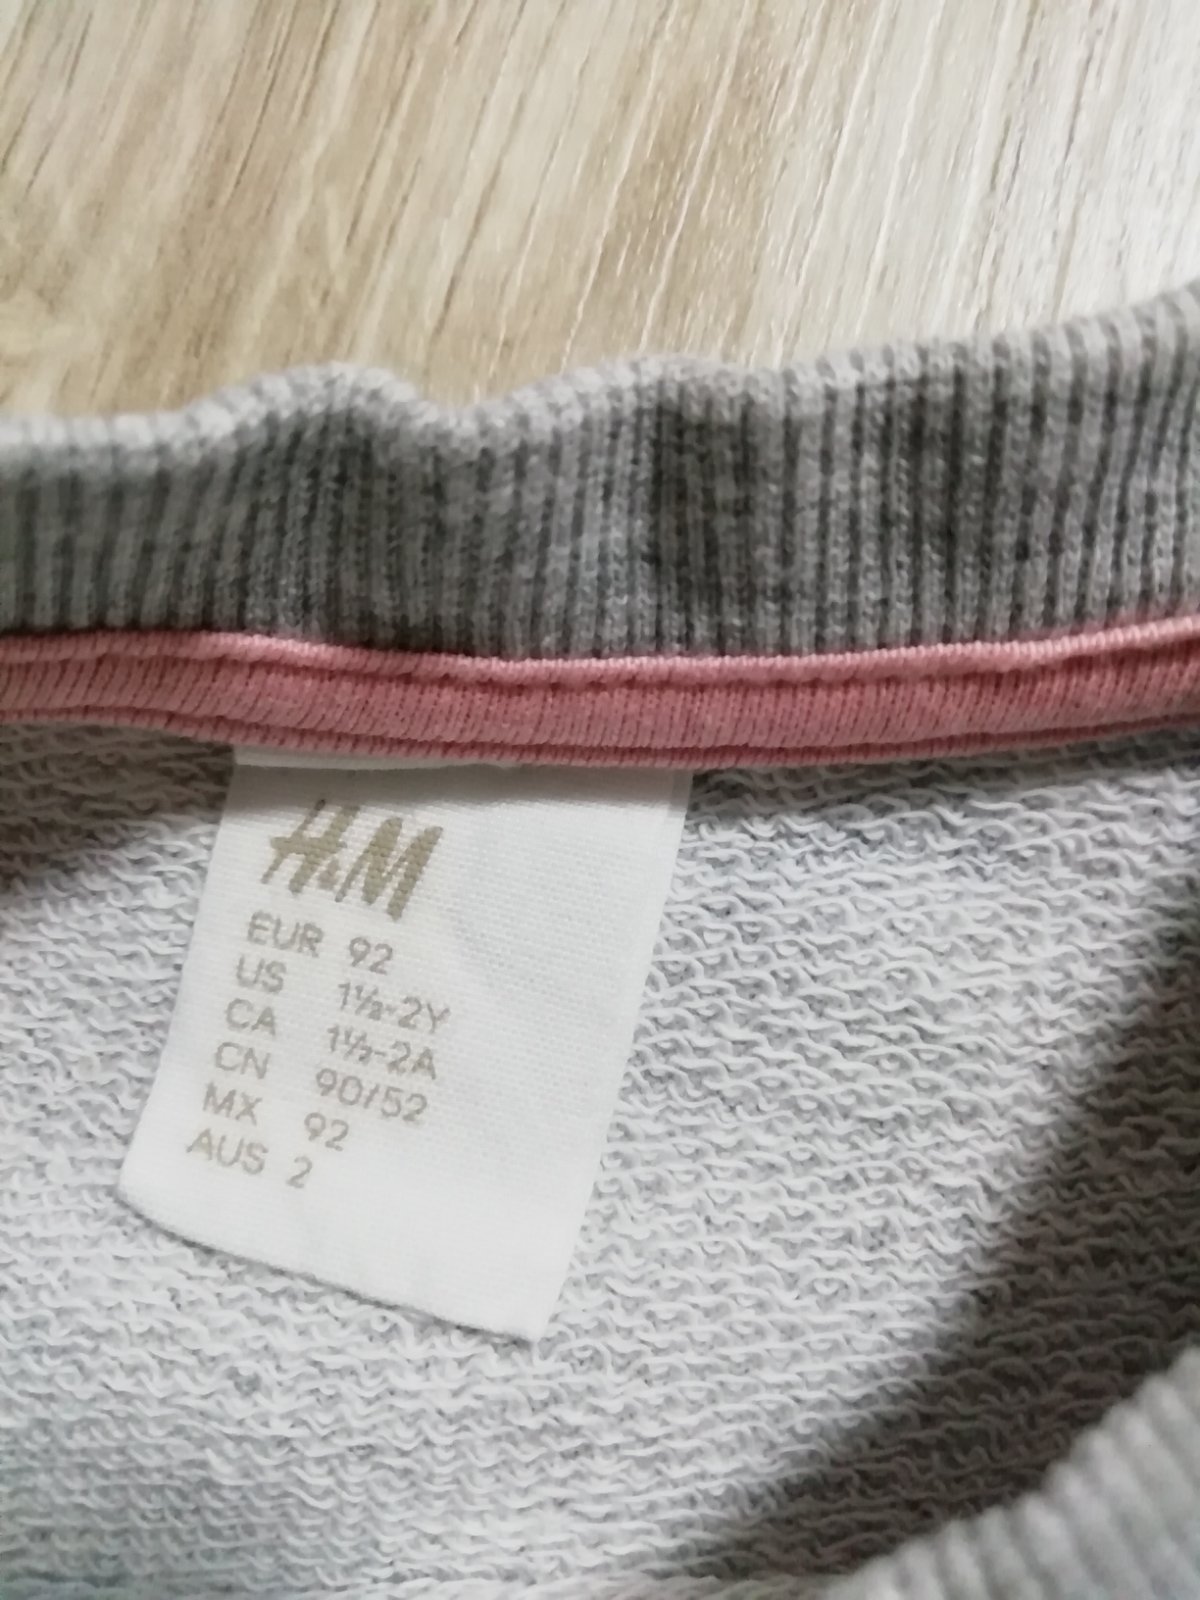 H&M
EUR 92
US 1½-2Y
CA 1½-2A
CN 90/52
MX 92
AUS 2